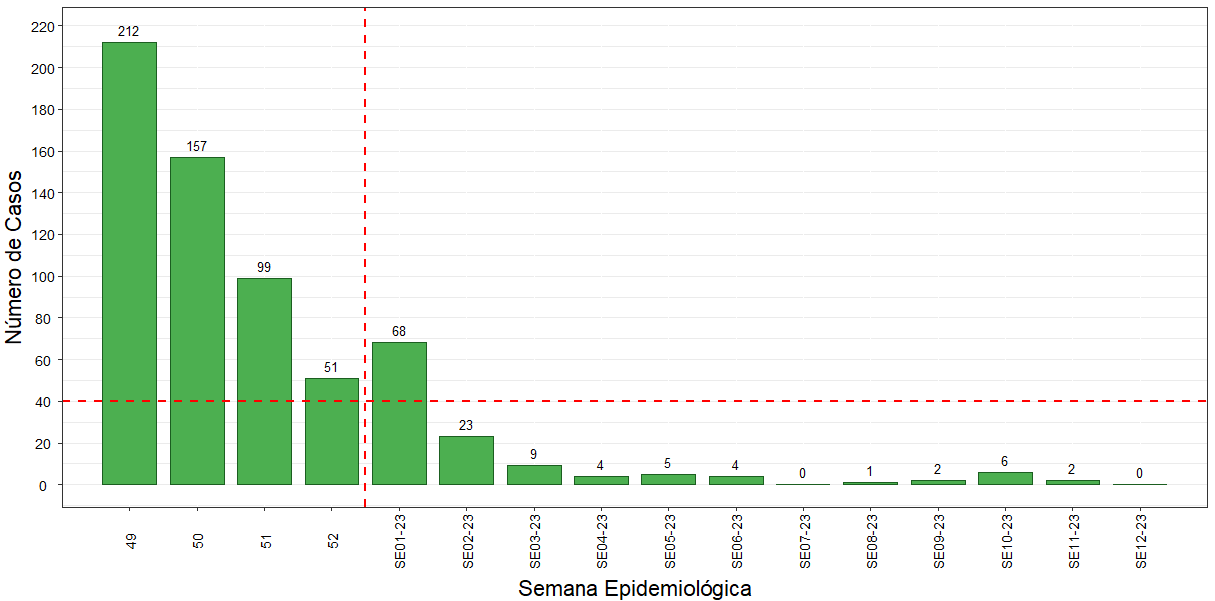 Número de Casos
220
200
180
160
140
120
100
80
60
40
20
0
212
157
99
51
68
23
9
4
5
4
0
1
2
6
2
0
49
50
51
52
SE01-23
SE02-23
SE03-23
SE04-23
SE05-23
SE06-23
SE07-23
SE08-23
SE09-23
SE10-23
SE11-23
SE12-23
Semana Epidemiológica